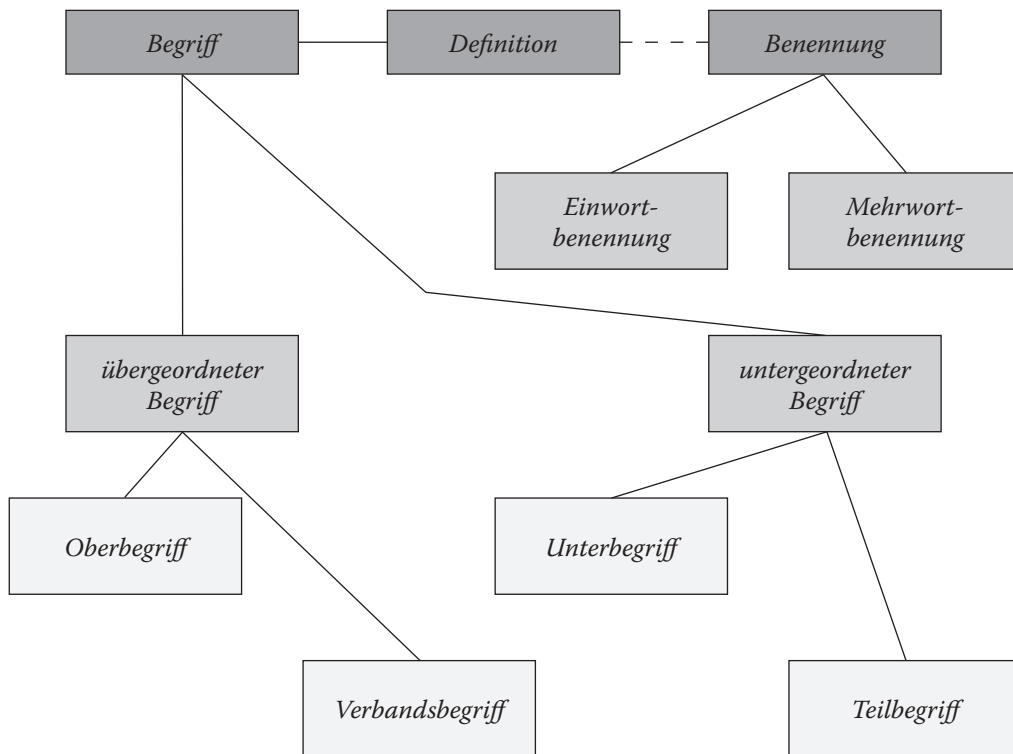 Begriff
Definition
Benennung
Einwort-
benennung
Mehrwort-
benennung
übergeordneter
Begriff
untergeordneter
Begriff
Oberbegriff
Unterbegriff
Verbandsbegriff
Teilbegriff